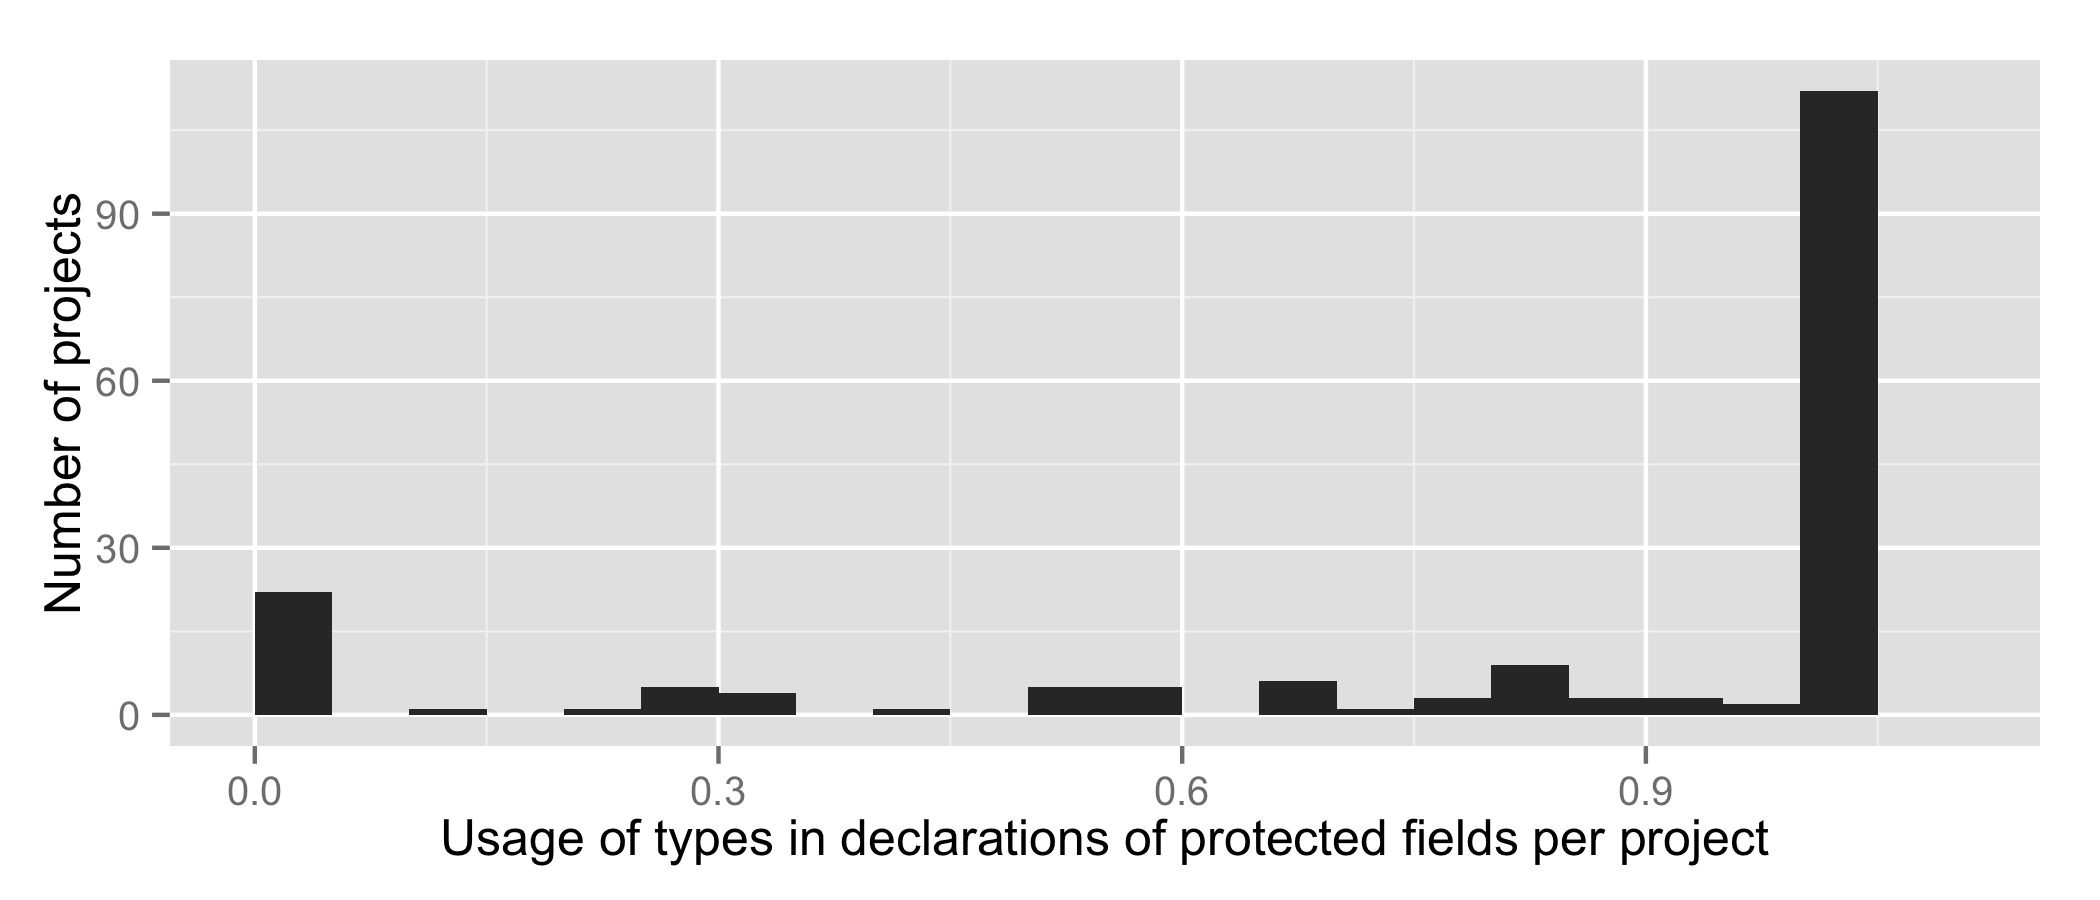 Number of projects
90
60
30
0
0.0 0.3 0.6 0.9
Usage of types in declarations of protected fields per project